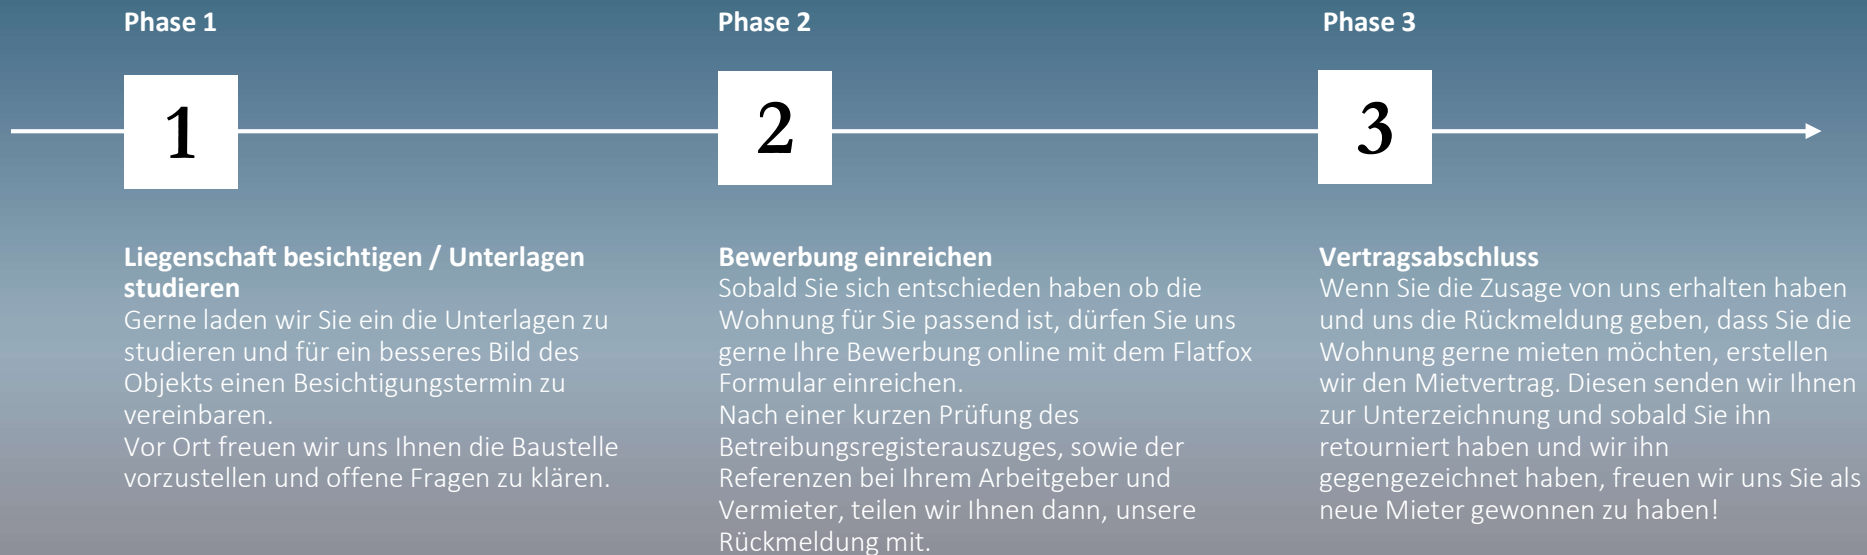 Phase 1
Phase 2
Phase 3
1
2
3
Liegenschaft besichtigen / Unterlagen
studieren
Gerne laden wir Sie ein die Unterlagen zu
studieren und für ein besseres Bild des
Objekts einen Besichtigungstermin zu
vereinbaren.
Vor Ort freuen wir uns Ihnen die Baustelle
vorzustellen und offene Fragen zu klären.
Bewerbung einreichen
Sobald Sie sich entschieden haben ob die
Wohnung für Sie passend ist, dürfen Sie uns
gerne Ihre Bewerbung online mit dem Flatfox
Formular einreichen.
Nach einer kurzen Prüfung des
Betreibungsregisterauszuges, sowie der
Referenzen bei Ihrem Arbeitgeber und
Vermieter, teilen wir Ihnen dann, unsere
Rückmeldung mit.
Vertragsabschluss
Wenn Sie die Zusage von uns erhalten haben
und uns die Rückmeldung geben, dass Sie die
Wohnung gerne mieten möchten, erstellen
wir den Mietvertrag. Diesen senden wir Ihnen
zur Unterzeichnung und sobald Sie ihn
retourniert haben und wir ihn
gegengezeichnet haben, freuen wir uns Sie als
neue Mieter gewonnen zu haben!